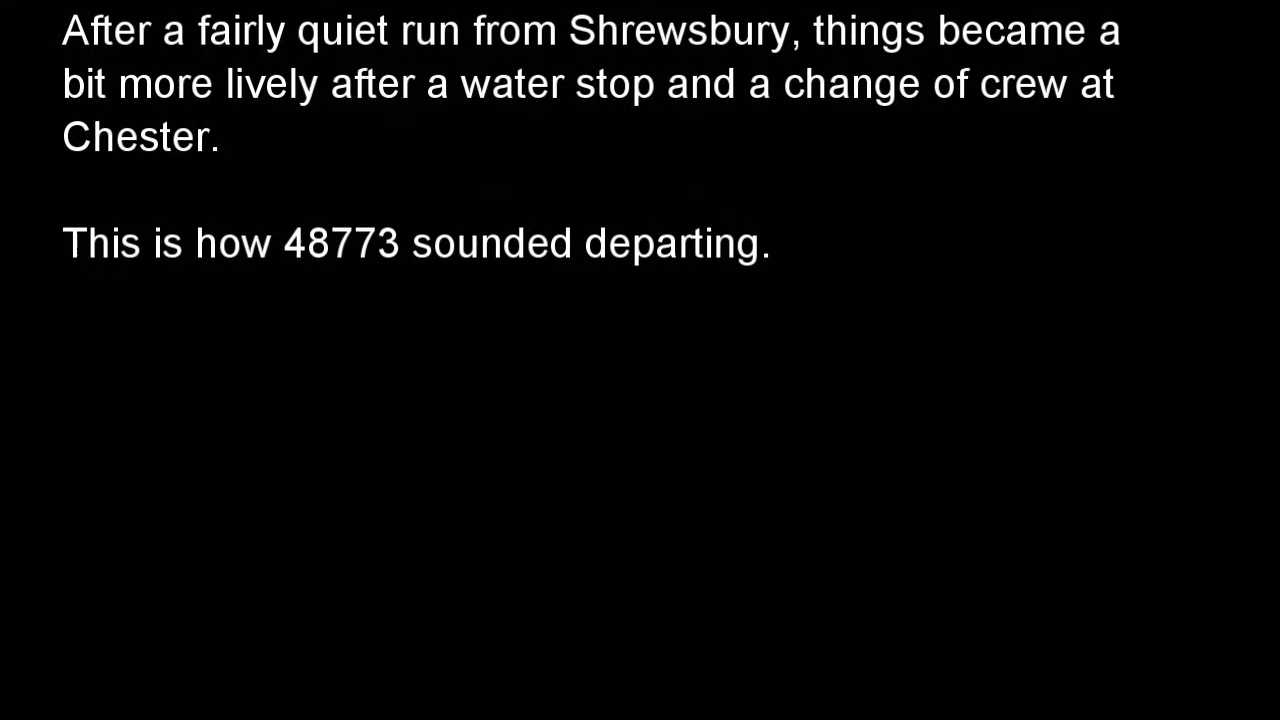 After a fairly quiet run from Shrewsbury, things became a
bit more lively after a water stop and a change of crew at
Chester.
This is how 48773 sounded departing.